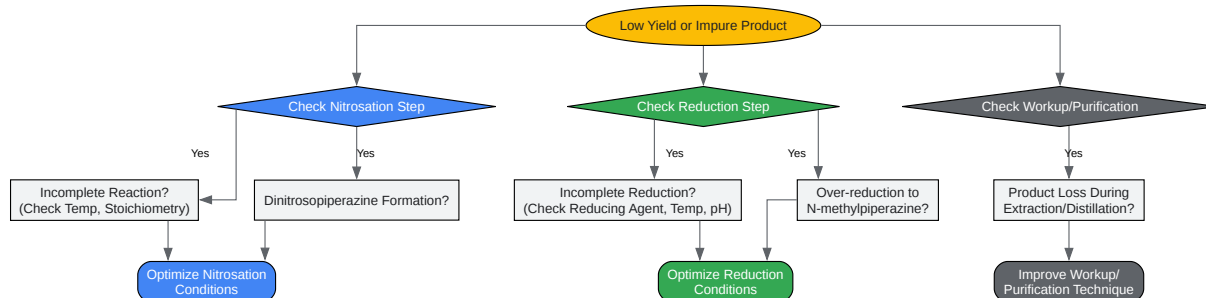 Low Yield or Impure Product
Check Nitrosation Step
Check Reduction Step
Check Workup/Purification
Yes
Yes
Yes
Yes
Yes
Incomplete Reaction?
(Check Temp, Stoichiometry)
Dinitrosopiperazine Formation?
Incomplete Reduction?
(Check Reducing Agent, Temp, pH)
Over-reduction to
N-methylpiperazine?
Product Loss During
Extraction/Distillation?
Optimize Nitrosation
Conditions
Optimize Reduction
Conditions
Improve Workup/
Purification Technique